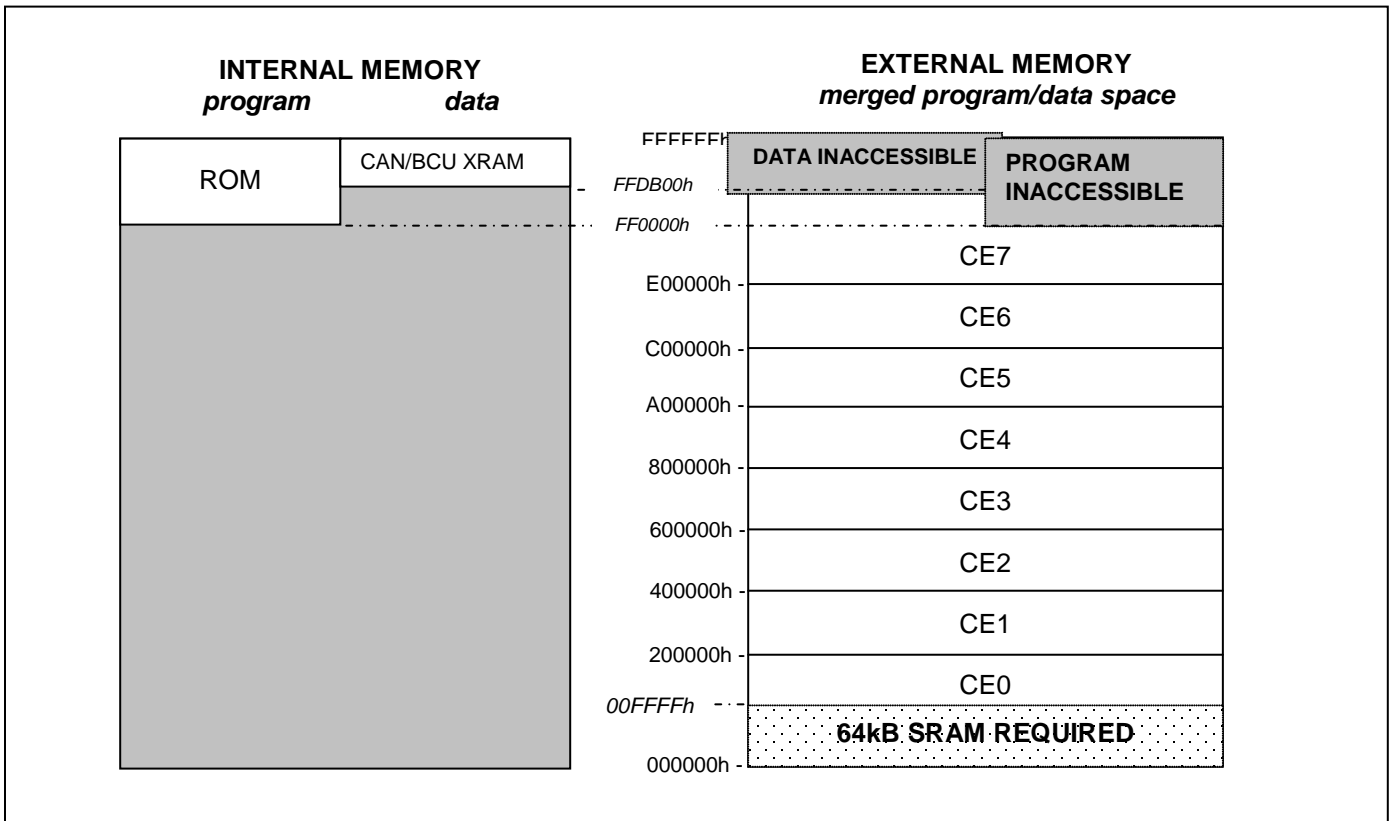 INTERNAL MEMORY
program data
ROM
CAN/BCU XRAM
EXTERNAL MEMORY
merged program/data space
FFFFFFh
DATA INACCESSIBLE
PROGRAM
INACCESSIBLE
FFDB00h
FF0000h
CE7
E00000h -
CE6
C00000h -
CE5
A00000h -
CE4
800000h -
CE3
600000h -
CE2
400000h -
CE1
200000h -
CE0
00FFFFh
64kB SRAM REQUIRED
000000h -